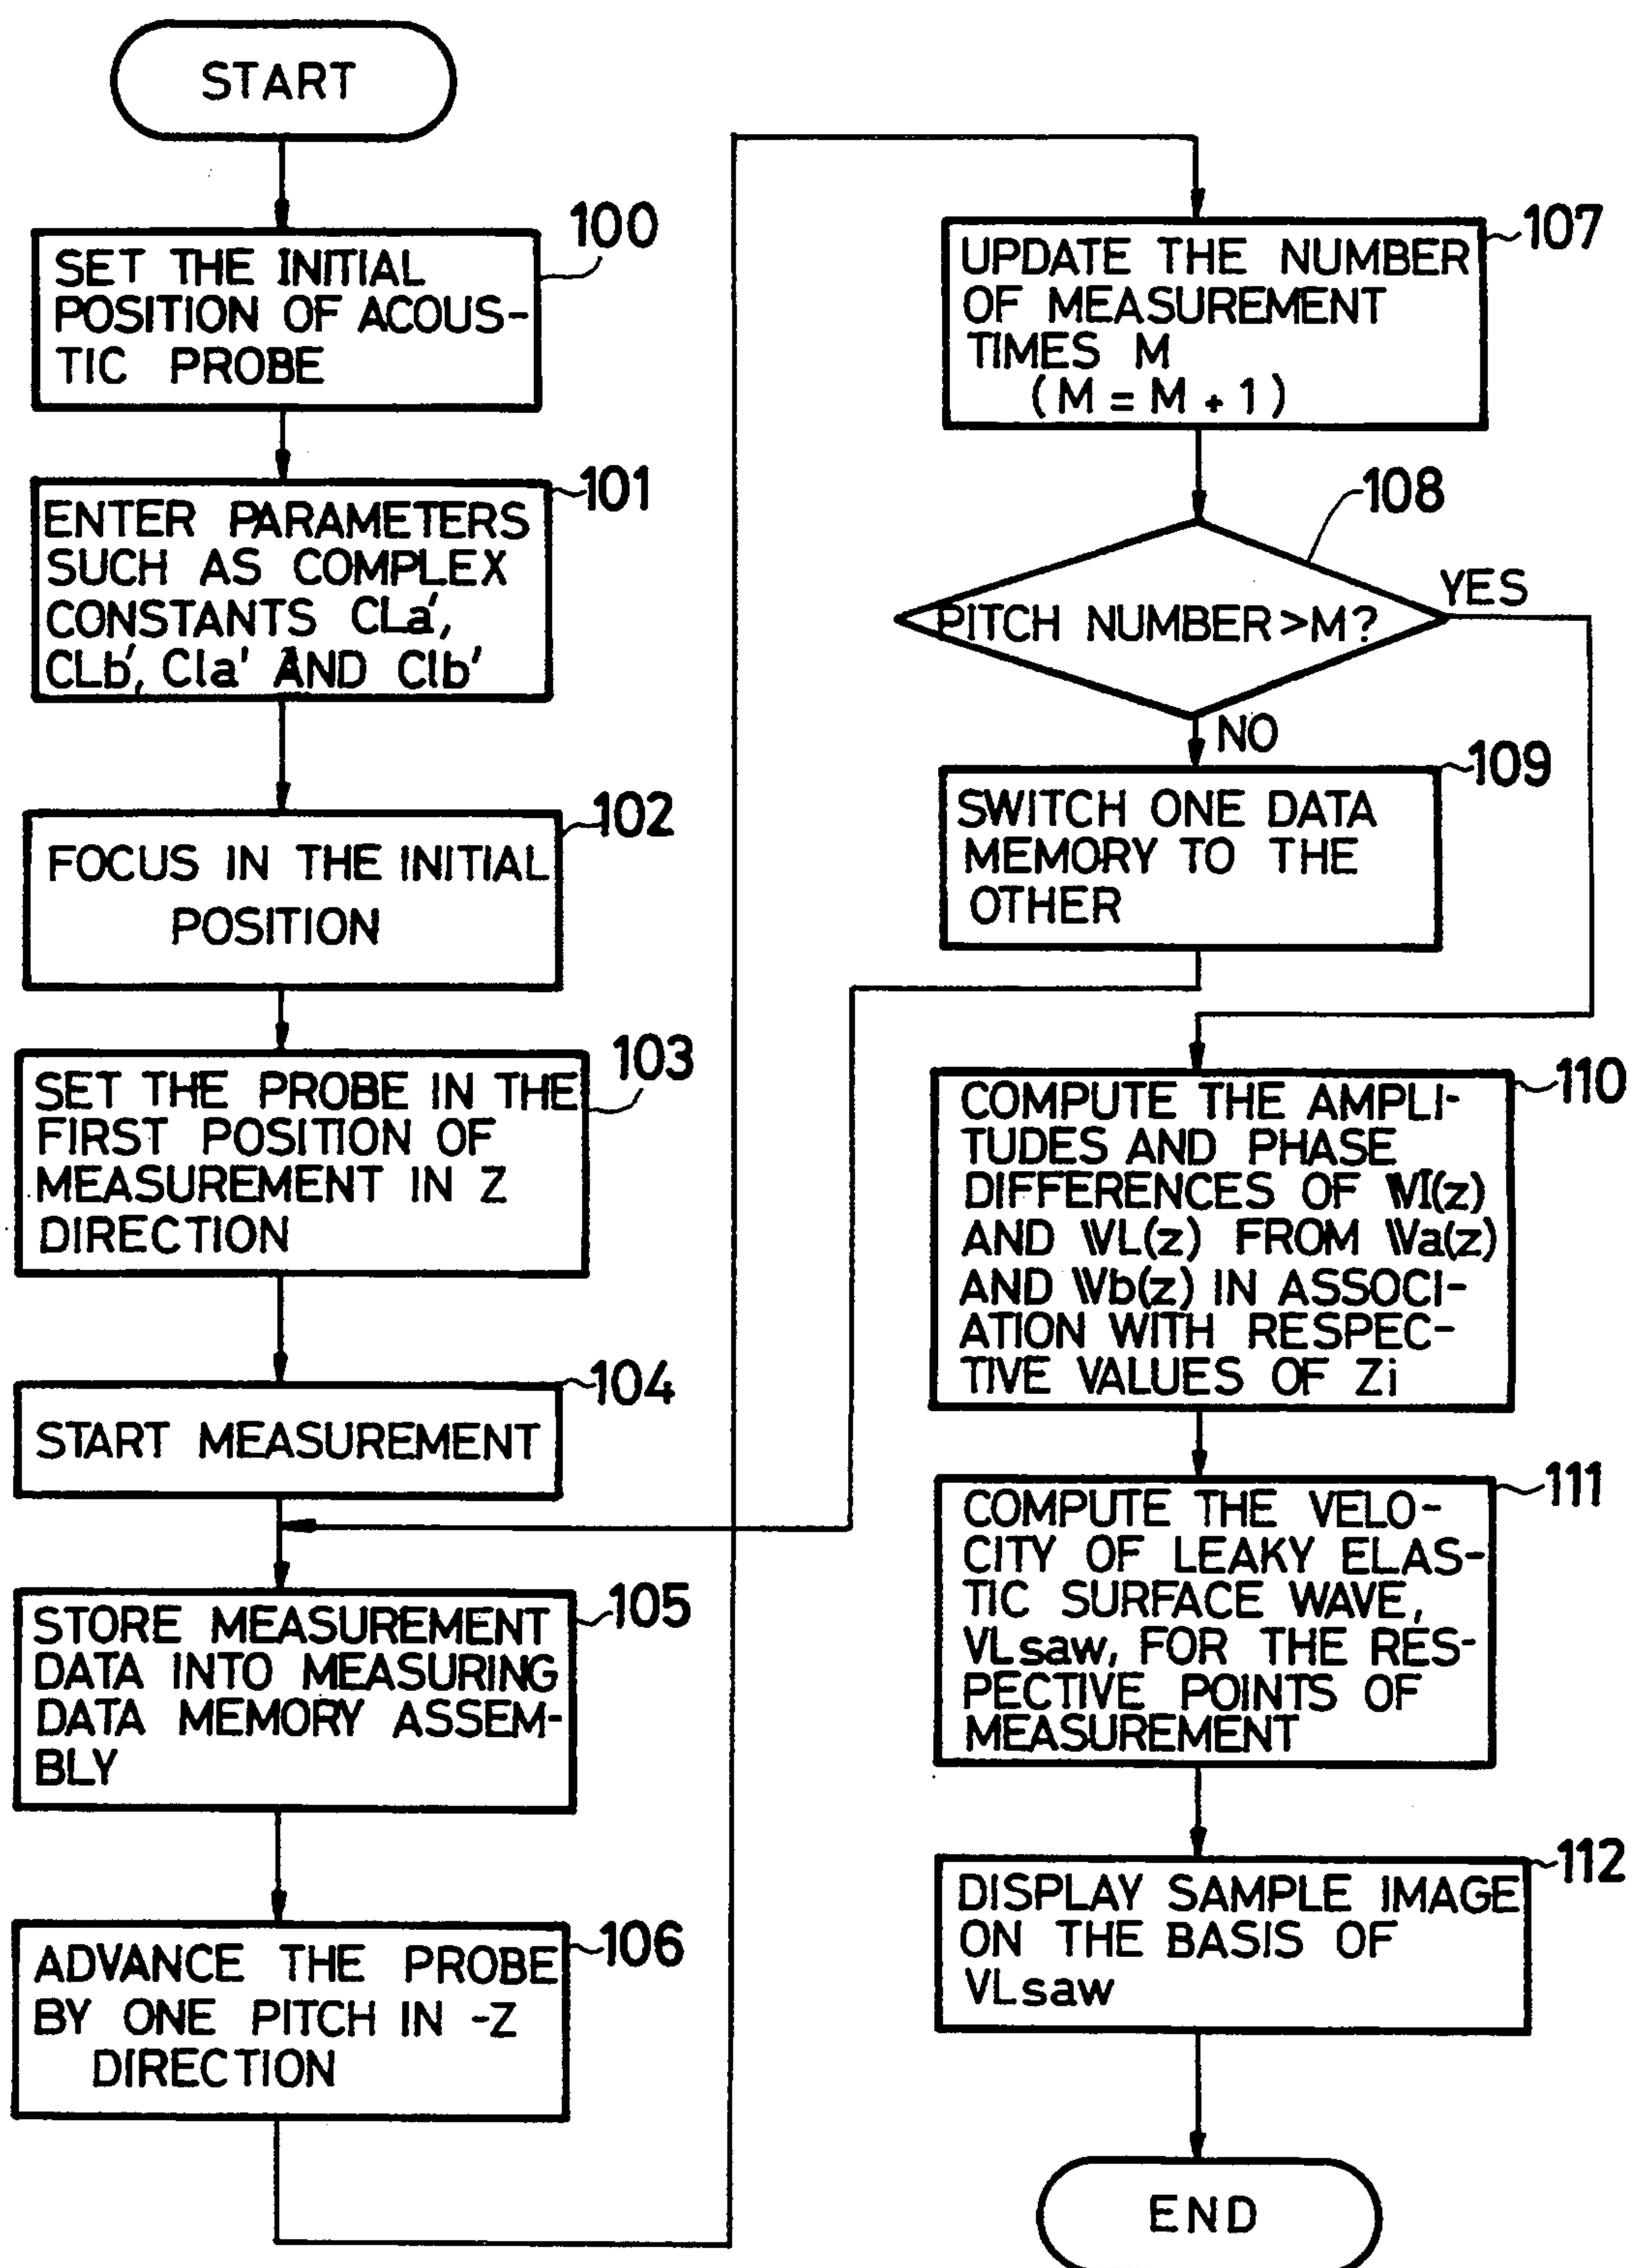 START
100
SET THE INITIAL
POSITION OF ACOUS-
TIC PROBE
101
ENTER PARAMETERS
SUCH AS COMPLEX
CONSTANTS CLa',
CLb', CIa' AND CIb'
102
FOCUS IN THE INITIAL
POSITION
103
SET THE PROBE IN THE
FIRST POSITION OF
MEASUREMENT IN Z
DIRECTION
104
START MEASUREMENT
105
STORE MEASUREMENT
DATA INTO MEASURING
DATA MEMORY ASSEM-
BLY
106
ADVANCE THE PROBE
BY ONE PITCH IN -Z
DIRECTION
107
UPDATE THE NUMBER
OF MEASUREMENT
TIMES M
(M = M + 1)
108
PITCH NUMBER>M?
YES
NO
109
SWITCH ONE DATA
MEMORY TO THE
OTHER
110
COMPUTE THE AMPLI-
TUDES AND PHASE
DIFFERENCES OF VI(z)
AND VL(z) FROM Va(z)
AND Vb(z) IN ASSOCI-
ATION WITH RESPEC-
TIVE VALUES OF Zi
111
COMPUTE THE VELO-
CITY OF LEAKY ELAS-
TIC SURFACE WAVE,
VLsaw, FOR THE RES-
PECTIVE POINTS OF
MEASUREMENT
112
DISPLAY SAMPLE IMAGE
ON THE BASIS OF
VLsaw
END